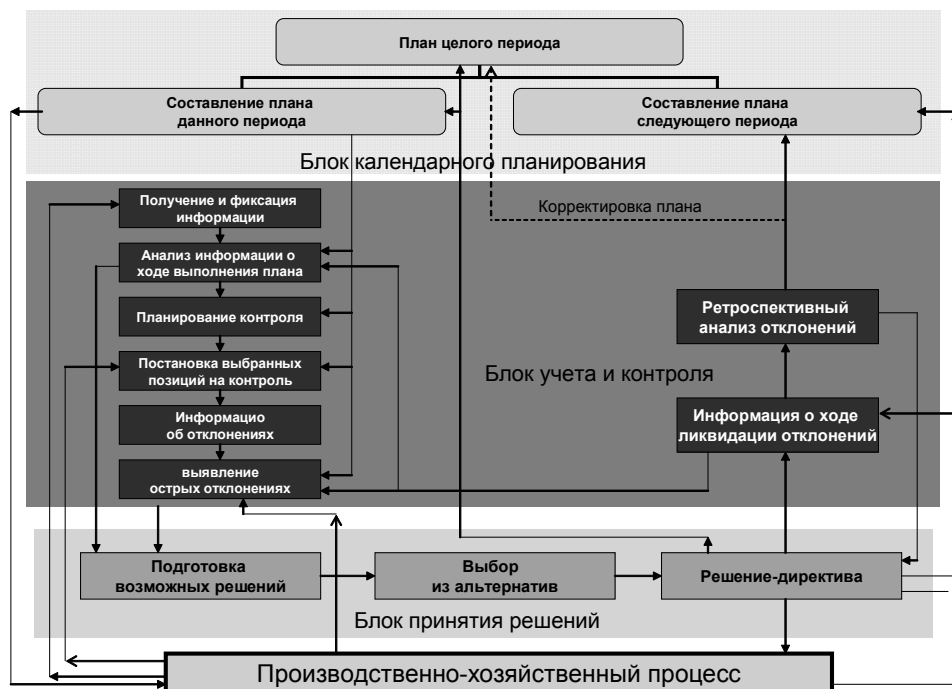 План целого периода
Составление плана
данного периода
Составление плана
следующего периода
Блок календарного планирования
Получение и фиксация
информации
Корректировка плана
Анализ информации о
ходе выполнения плана
Планирование контроля
Ретроспективный
анализ отклонений
Постановка выбранных
позиций на контроль
Блок учета и контроля
Информацио
об отклонениях
Информация о ходе
ликвидации отклонений
выявление
острых отклонениях
Подготовка
возможных решений
Выбор
из альтернатив
Решение-директива
Блок принятия решений
Производственно-хозяйственный процесс